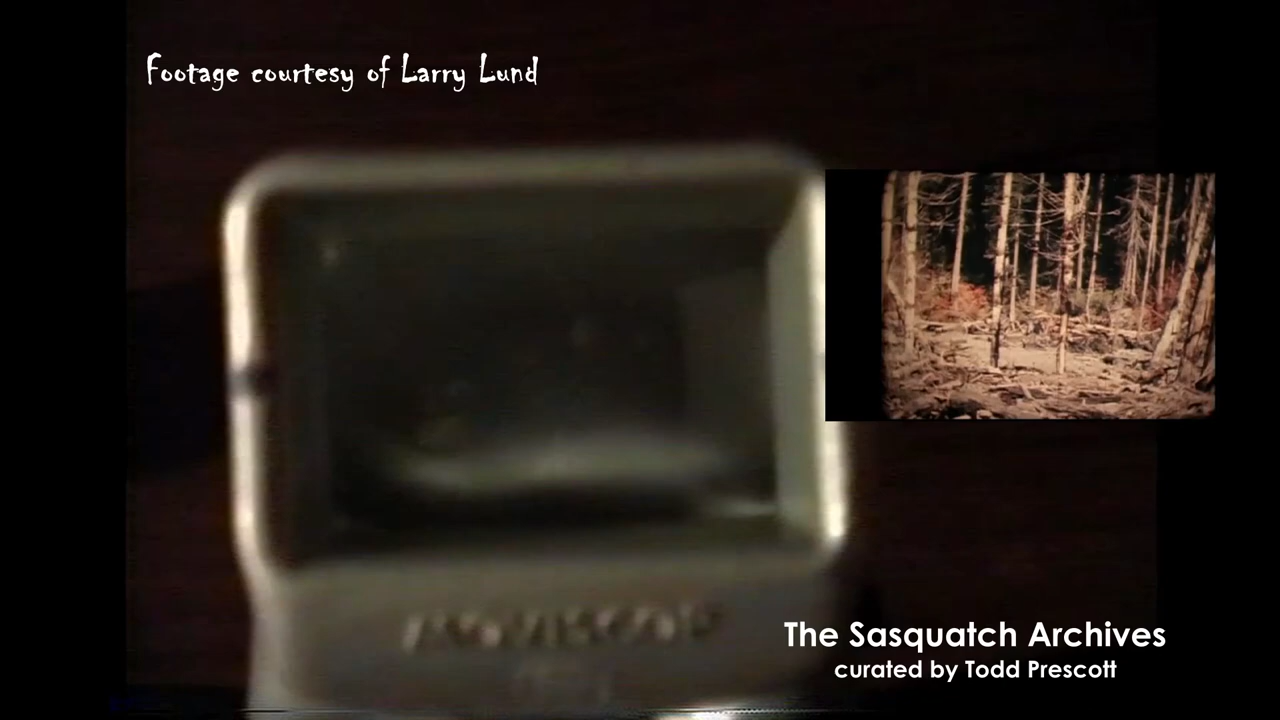 Footage courtesy of Larry Lund
The Sasquatch Archives
curated by Todd Prescott